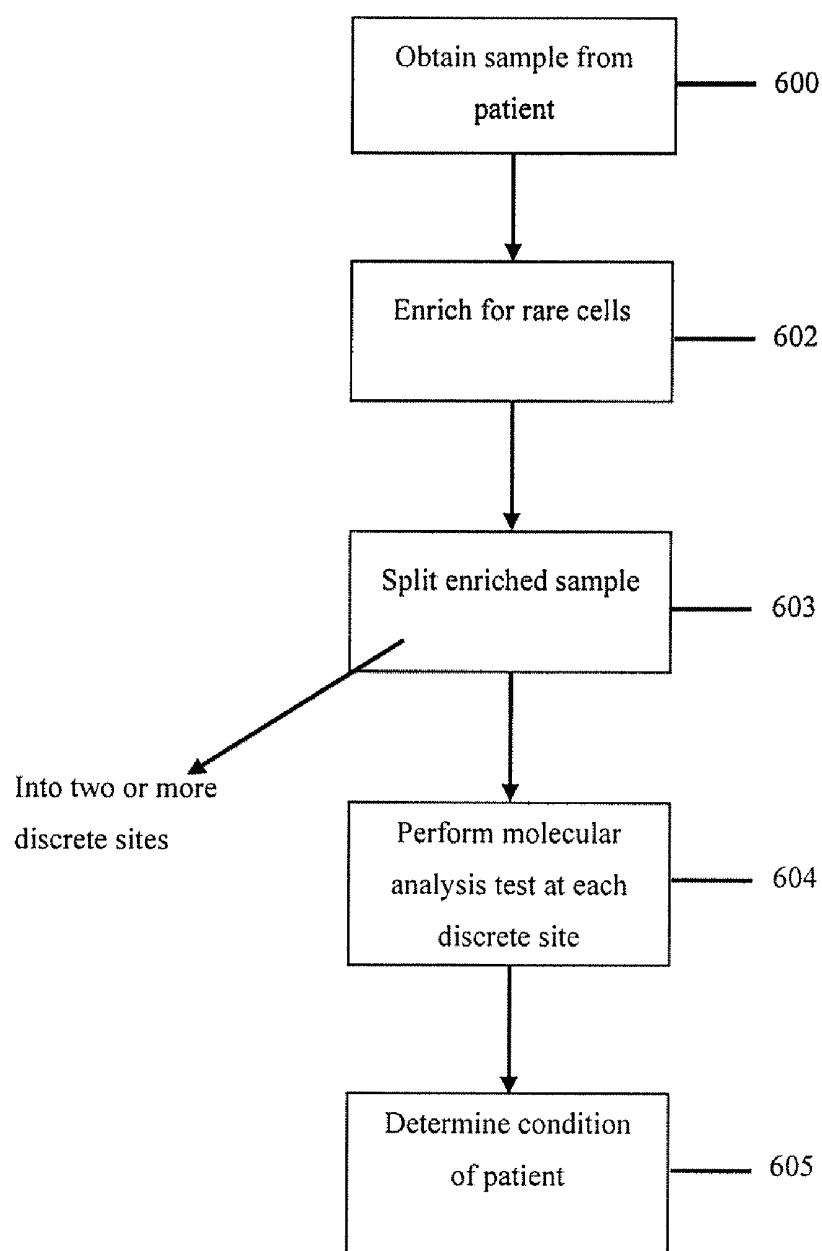 Obtain sample from
patient
600
Enrich for rare cells
602
Split enriched sample
603
Into two or more
discrete sites
Perform molecular
analysis test at each
discrete site
604
Determine condition
of patient
605